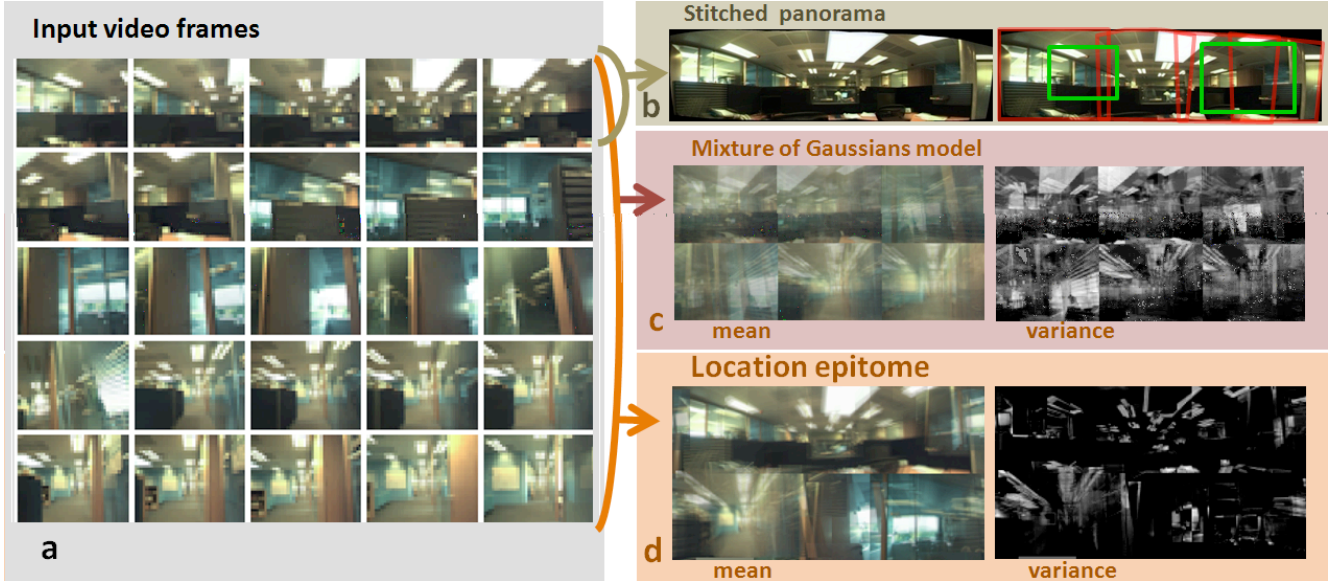 Input video frames
a
Stitched panorama
b
Mixture of Gaussians model
c
mean
variance
Location epitome
d
mean
variance